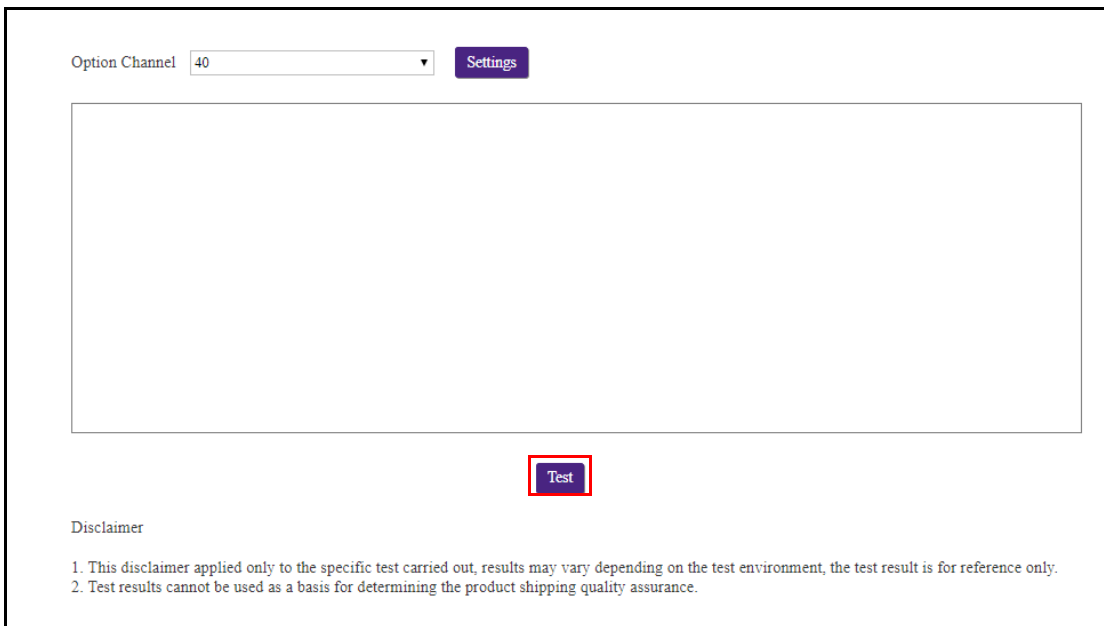 Option Channel 40 Settings
Test
Disclaimer
1. This disclaimer applied only to the specific test carried out, results may vary depending on the test environment, the test result is for reference only.
2. Test results cannot be used as a basis for determining the product shipping quality assurance.